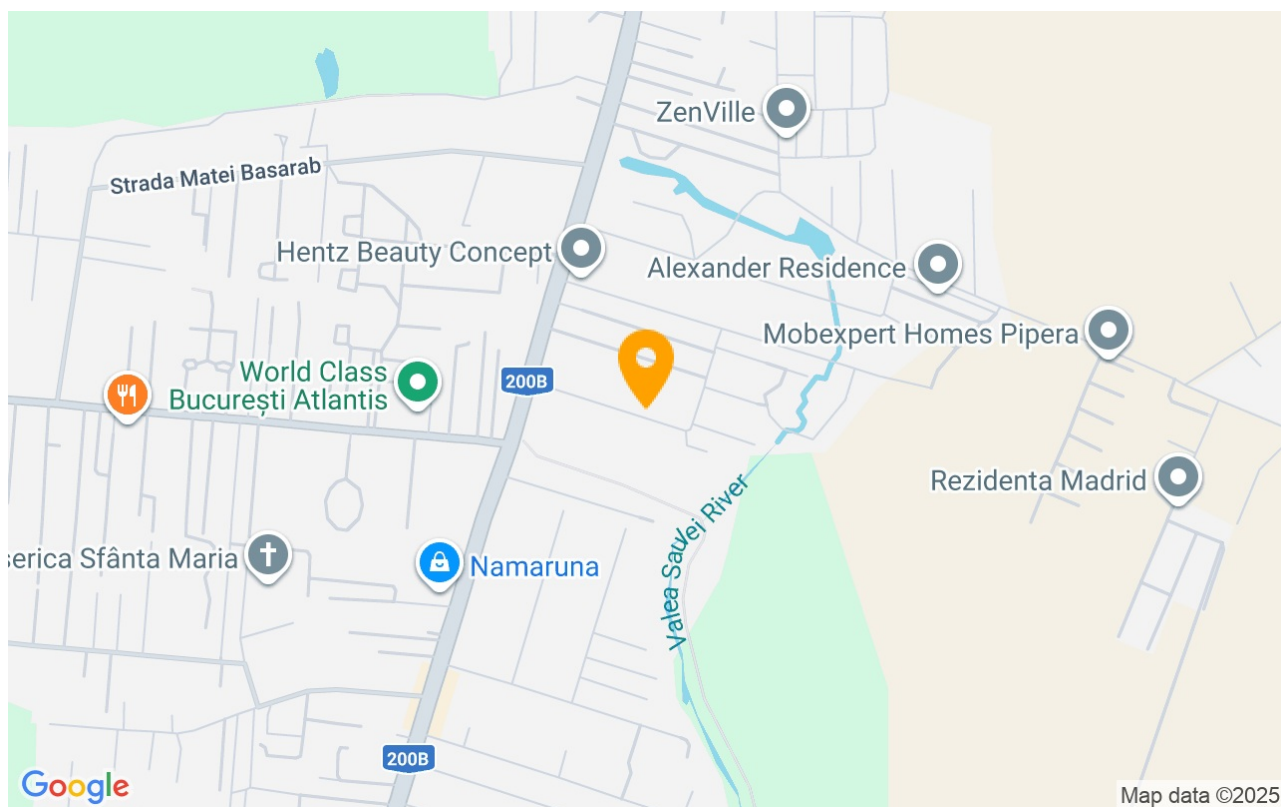 ZenVille
Strada Matei Basarab
Hentz Beauty Concept
Alexander Residence
Mobexpert Homes Pipera
World Class
București Atlantis
200B
Rezidenta Madrid
Valea Saulei River
serica Sfânta Maria
Namaruna
200B
Google
Map data ©2025